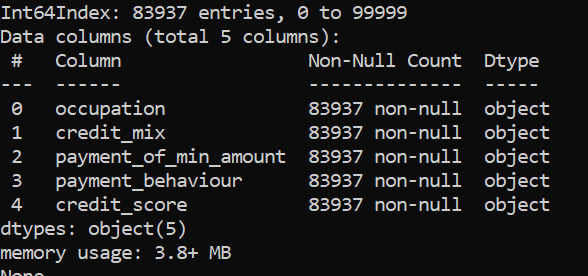 Int64Index: 83937 entries, 0 to 99999
Data columns (total 5 columns):
 #   Column                 Non-Null Count  Dtype
---  ------                 --------------  -----
 0   occupation             83937 non-null  object
 1   credit_mix             83937 non-null  object
 2   payment_of_min_amount  83937 non-null  object
 3   payment_behaviour      83937 non-null  object
 4   credit_score           83937 non-null  object
dtypes: object(5)
memory usage: 3.8+ MB
None